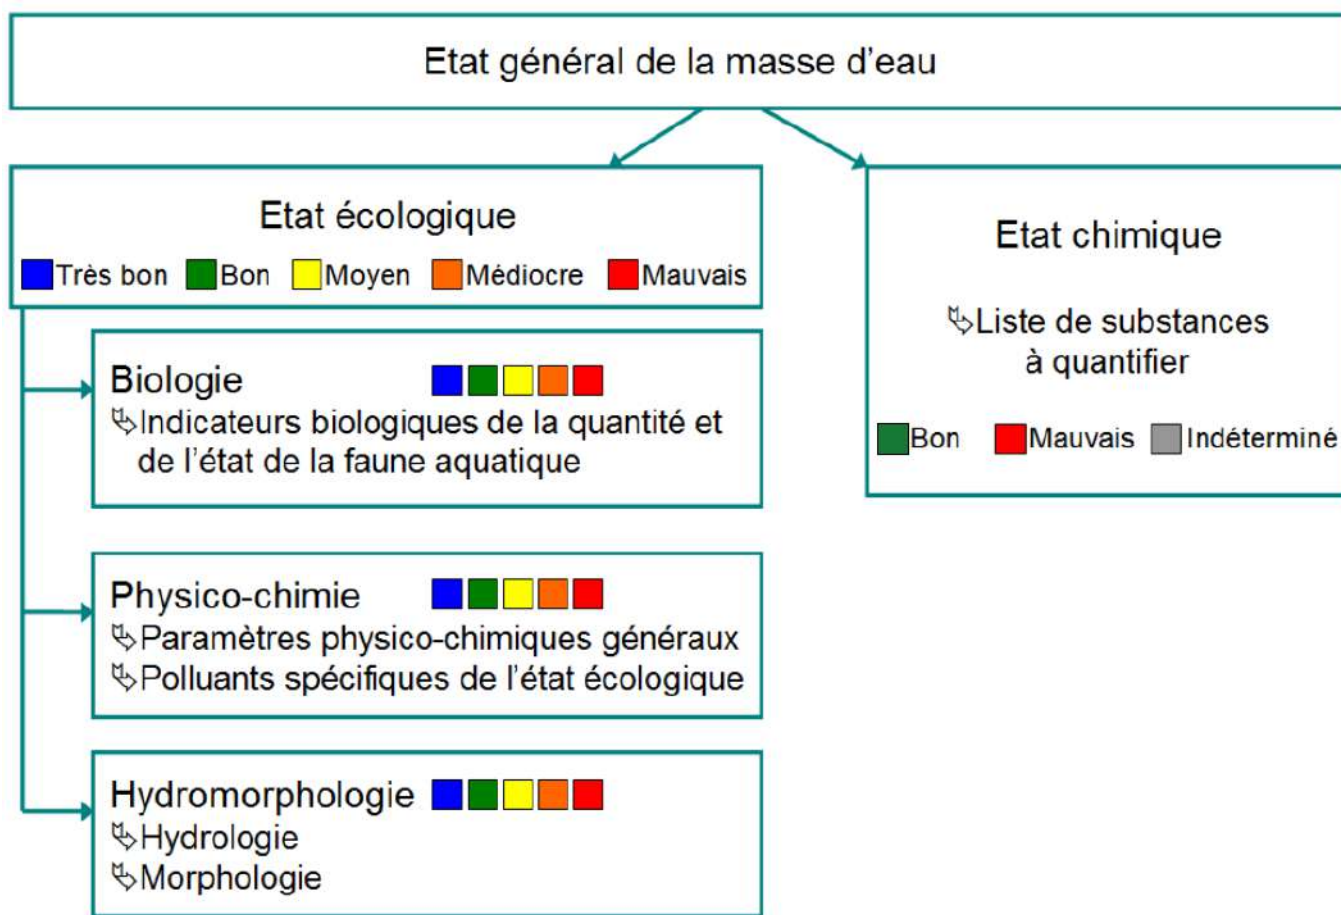 Etat général de la masse d'eau
Etat écologique
Très bon Bon Moyen Médiocre Mauvais
Biologie
Indicateurs biologiques de la quantité et
de l'état de la faune aquatique
Physico-chimie
Paramètres physico-chimiques généraux
Polluants spécifiques de l'état écologique
Hydromorphologie
Hydrologie
Morphologie
Etat chimique
Liste de substances
à quantifier
Bon Mauvais Indéterminé